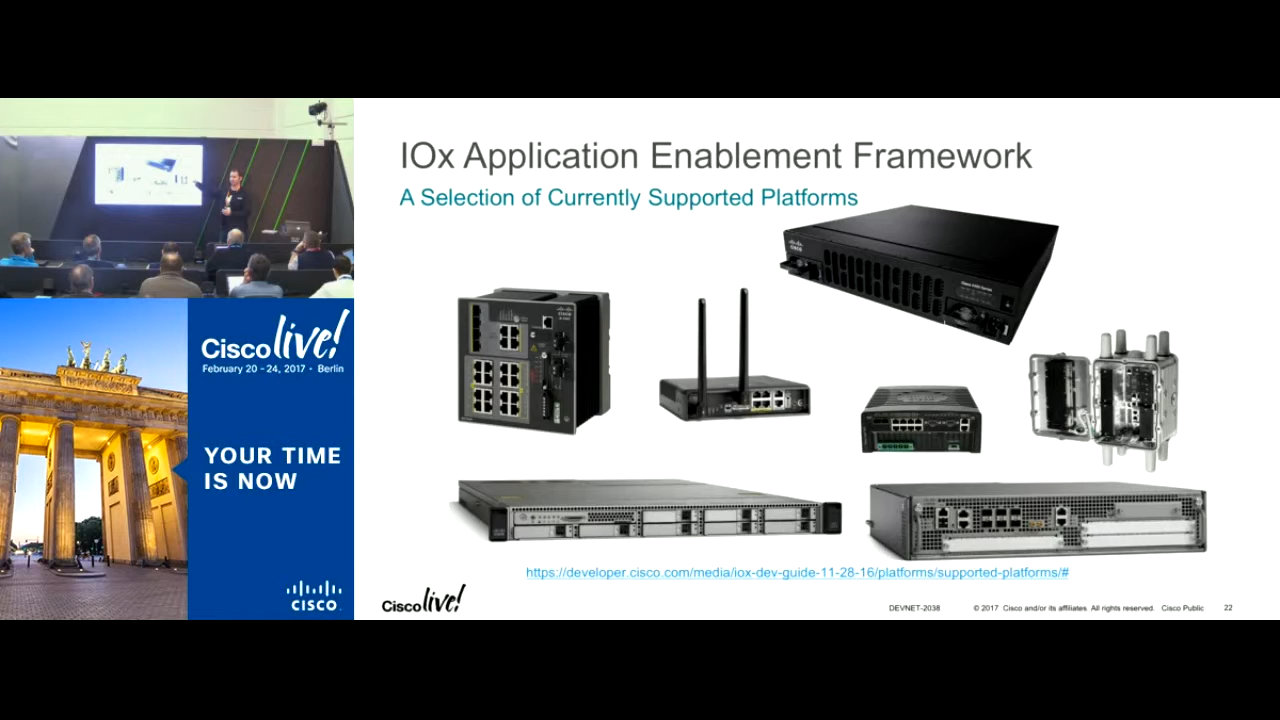 IOx Application Enablement Framework
A Selection of Currently Supported Platforms
Cisco live!
February 20 - 24, 2017 • Berlin
YOUR TIME
IS NOW
CISCO
https://developer.cisco.com/media/iox-dev-guide-11-28-16/platforms/supported-platforms/#
Cisco live!
DEVNET-2038
© 2017 Cisco and/or its affiliates. All rights reserved. Cisco Public
22